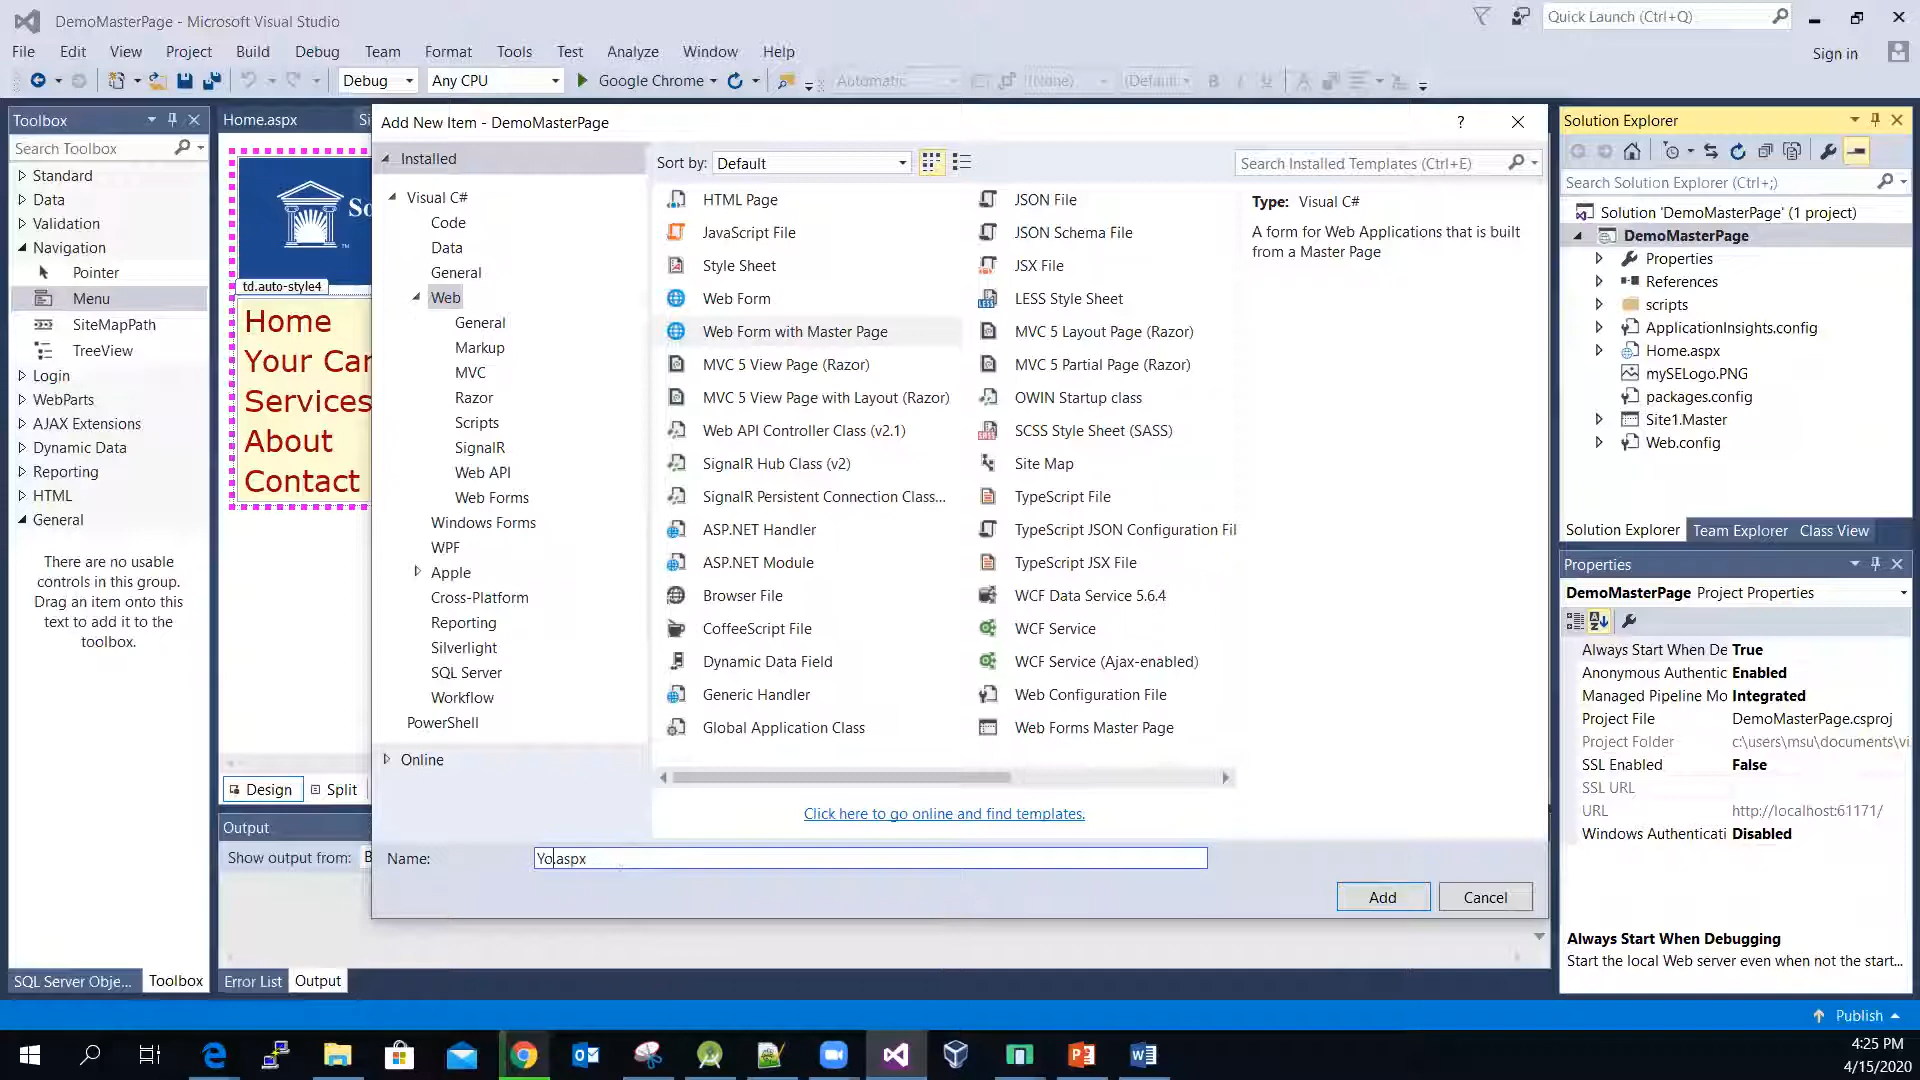 DemoMasterPage - Microsoft Visual Studio
Quick Launch (Ctrl+Q)
File Edit View Project Build Debug Team Format Tools Test Analyze Window Help
Sign in
Debug Any CPU Google Chrome Automatic (None) (Default B I U A
Toolbox
Search Toolbox
Standard
Data
Validation
Navigation
Pointer
Menu
SiteMapPath
TreeView
Login
WebParts
AJAX Extensions
Dynamic Data
Reporting
HTML
General
There are no usable
controls in this group.
Drag an item onto this
text to add it to the
toolbox.
SQL Server Obje... Toolbox
Home.aspx Si
So
td.auto-style4
Home
Your Car
Services
About
Contact
Design Split
Output
Show output from:
Error List Output
Add New Item - DemoMasterPage
Installed
Visual C#
Code
Data
General
Web
General
Markup
MVC
Razor
Scripts
SignalR
Web API
Web Forms
Windows Forms
WPF
Apple
Cross-Platform
Reporting
Silverlight
SQL Server
Workflow
PowerShell
Online
Sort by: Default
Search Installed Templates (Ctrl+E)
HTML Page
JavaScript File
Style Sheet
Web Form
Web Form with Master Page
MVC 5 View Page (Razor)
MVC 5 View Page with Layout (Razor)
Web API Controller Class (v2.1)
SignalR Hub Class (v2)
SignalR Persistent Connection Class...
ASP.NET Handler
ASP.NET Module
Browser File
CoffeeScript File
Dynamic Data Field
Generic Handler
Global Application Class
JSON File
JSON Schema File
JSX File
LESS Style Sheet
MVC 5 Layout Page (Razor)
MVC 5 Partial Page (Razor)
OWIN Startup class
SCSS Style Sheet (SASS)
Site Map
TypeScript File
TypeScript JSON Configuration Fil
TypeScript JSX File
WCF Data Service 5.6.4
WCF Service
WCF Service (Ajax-enabled)
Web Configuration File
Web Forms Master Page
Type: Visual C#
A form for Web Applications that is built
from a Master Page
Click here to go online and find templates.
Name: Yo.aspx
Add Cancel
Solution Explorer
Search Solution Explorer (Ctrl+;)
Solution 'DemoMasterPage' (1 project)
DemoMasterPage
Properties
References
scripts
ApplicationInsights.config
Home.aspx
mySELogo.PNG
packages.config
Site1.Master
Web.config
Solution Explorer Team Explorer Class View
Properties
DemoMasterPage Project Properties
Always Start When De True
Anonymous Authentic Enabled
Managed Pipeline Mo Integrated
Project File DemoMasterPage.csproj
Project Folder c:\users\msu\documents\vi
SSL Enabled False
SSL URL
URL http://localhost:61171/
Windows Authenticati Disabled
Always Start When Debugging
Start the local Web server even when not the start...
Publish
4:25 PM
4/15/2020